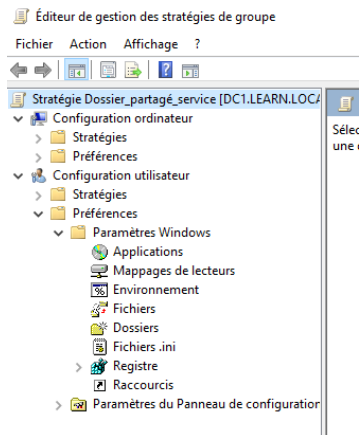 Éditeur de gestion des stratégies de groupe
Fichier Action Affichage ?
Stratégie Dossier_partagé_service [DC1.LEARN.LOCA
Configuration ordinateur
Stratégies
Préférences
Configuration utilisateur
Stratégies
Préférences
Paramètres Windows
Applications
Mappages de lecteurs
Environnement
Fichiers
Dossiers
Fichiers .ini
Registre
Raccourcis
Paramètres du Panneau de configuration
Sélec
une